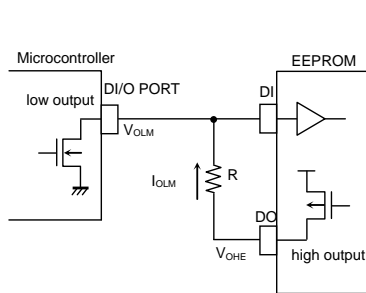 Microcontroller
EEPROM
DI/O PORT
DI
low output
VOLM
IOLM
R
DO
VOHE
high output